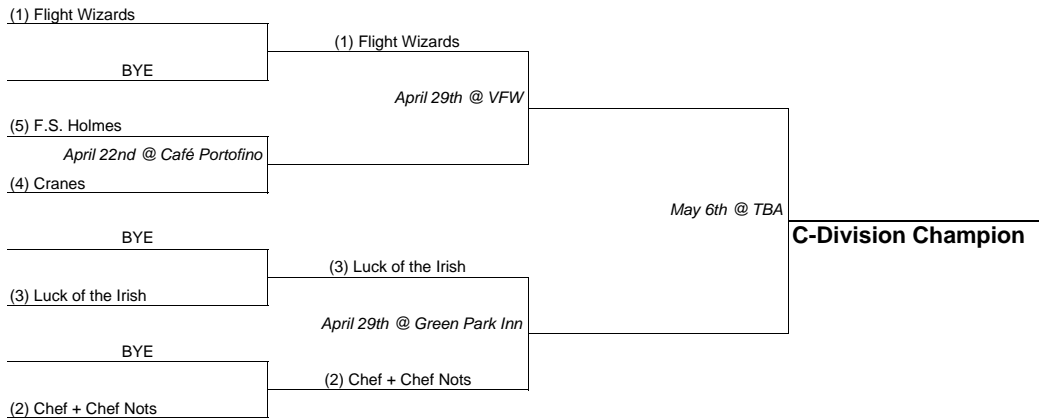 (1) Flight Wizards
(1) Flight Wizards
BYE
April 29th @ VFW
(5) F.S. Holmes
April 22nd @ Café Portofino
(4) Cranes
May 6th @ TBA
C-Division Champion
BYE
(3) Luck of the Irish
(3) Luck of the Irish
April 29th @ Green Park Inn
BYE
(2) Chef + Chef Nots
(2) Chef + Chef Nots